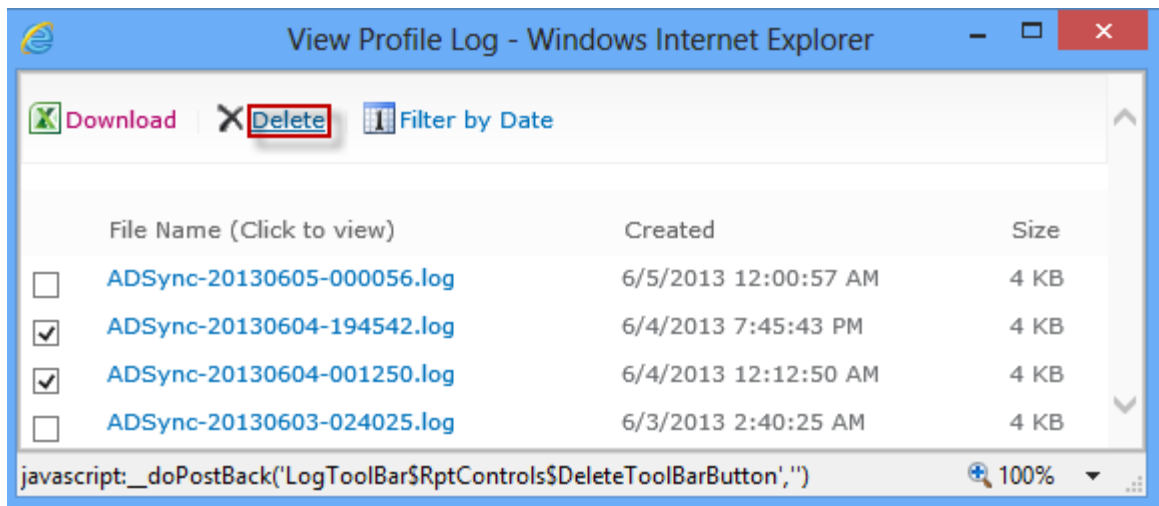 View Profile Log - Windows Internet Explorer
Download Delete Filter by Date
File Name (Click to view) Created Size
ADSync-20130605-000056.log 6/5/2013 12:00:57 AM 4 KB
ADSync-20130604-194542.log 6/4/2013 7:45:43 PM 4 KB
ADSync-20130604-001250.log 6/4/2013 12:12:50 AM 4 KB
ADSync-20130603-024025.log 6/3/2013 2:40:25 AM 4 KB
javascript:__doPostBack('LogToolBar$RptControls$DeleteToolBarButton','') 100%